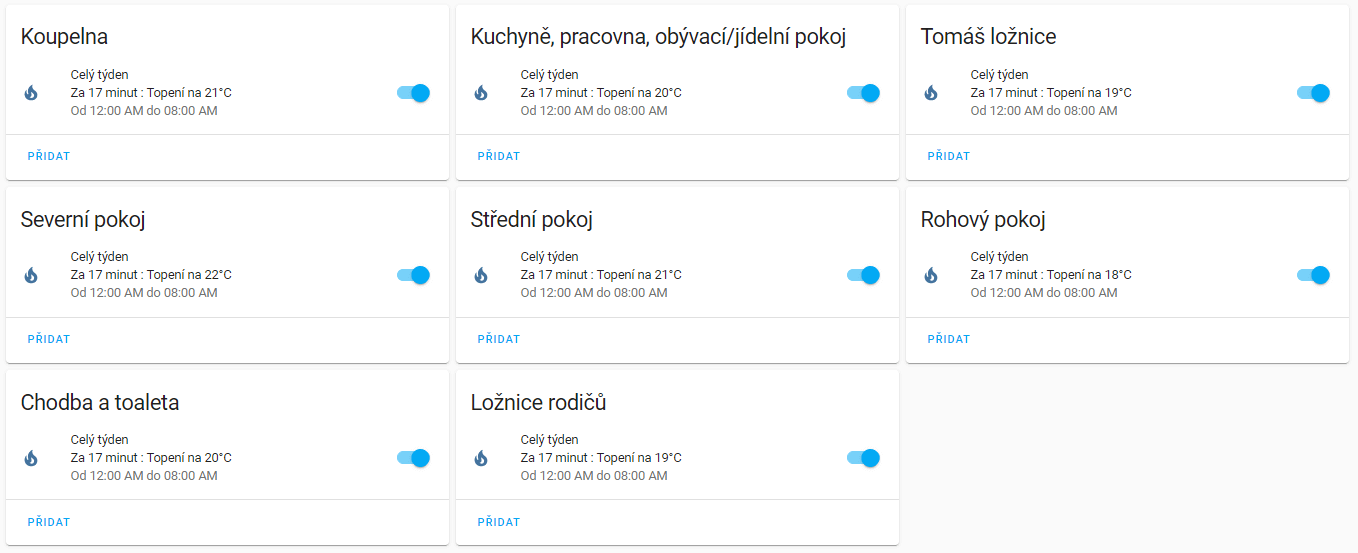 Koupelna
Celý týden
Za 17 minut : Topení na 21°C
Od 12:00 AM do 08:00 AM
PŘIDAT
Kuchyně, pracovna, obývací/jídelní pokoj
Celý týden
Za 17 minut : Topení na 20°C
Od 12:00 AM do 08:00 AM
PŘIDAT
Tomáš ložnice
Celý týden
Za 17 minut : Topení na 19°C
Od 12:00 AM do 08:00 AM
PŘIDAT
Severní pokoj
Celý týden
Za 17 minut : Topení na 22°C
Od 12:00 AM do 08:00 AM
PŘIDAT
Střední pokoj
Celý týden
Za 17 minut : Topení na 21°C
Od 12:00 AM do 08:00 AM
PŘIDAT
Rohový pokoj
Celý týden
Za 17 minut : Topení na 18°C
Od 12:00 AM do 08:00 AM
PŘIDAT
Chodba a toaleta
Celý týden
Za 17 minut : Topení na 20°C
Od 12:00 AM do 08:00 AM
PŘIDAT
Ložnice rodičů
Celý týden
Za 17 minut : Topení na 19°C
Od 12:00 AM do 08:00 AM
PŘIDAT